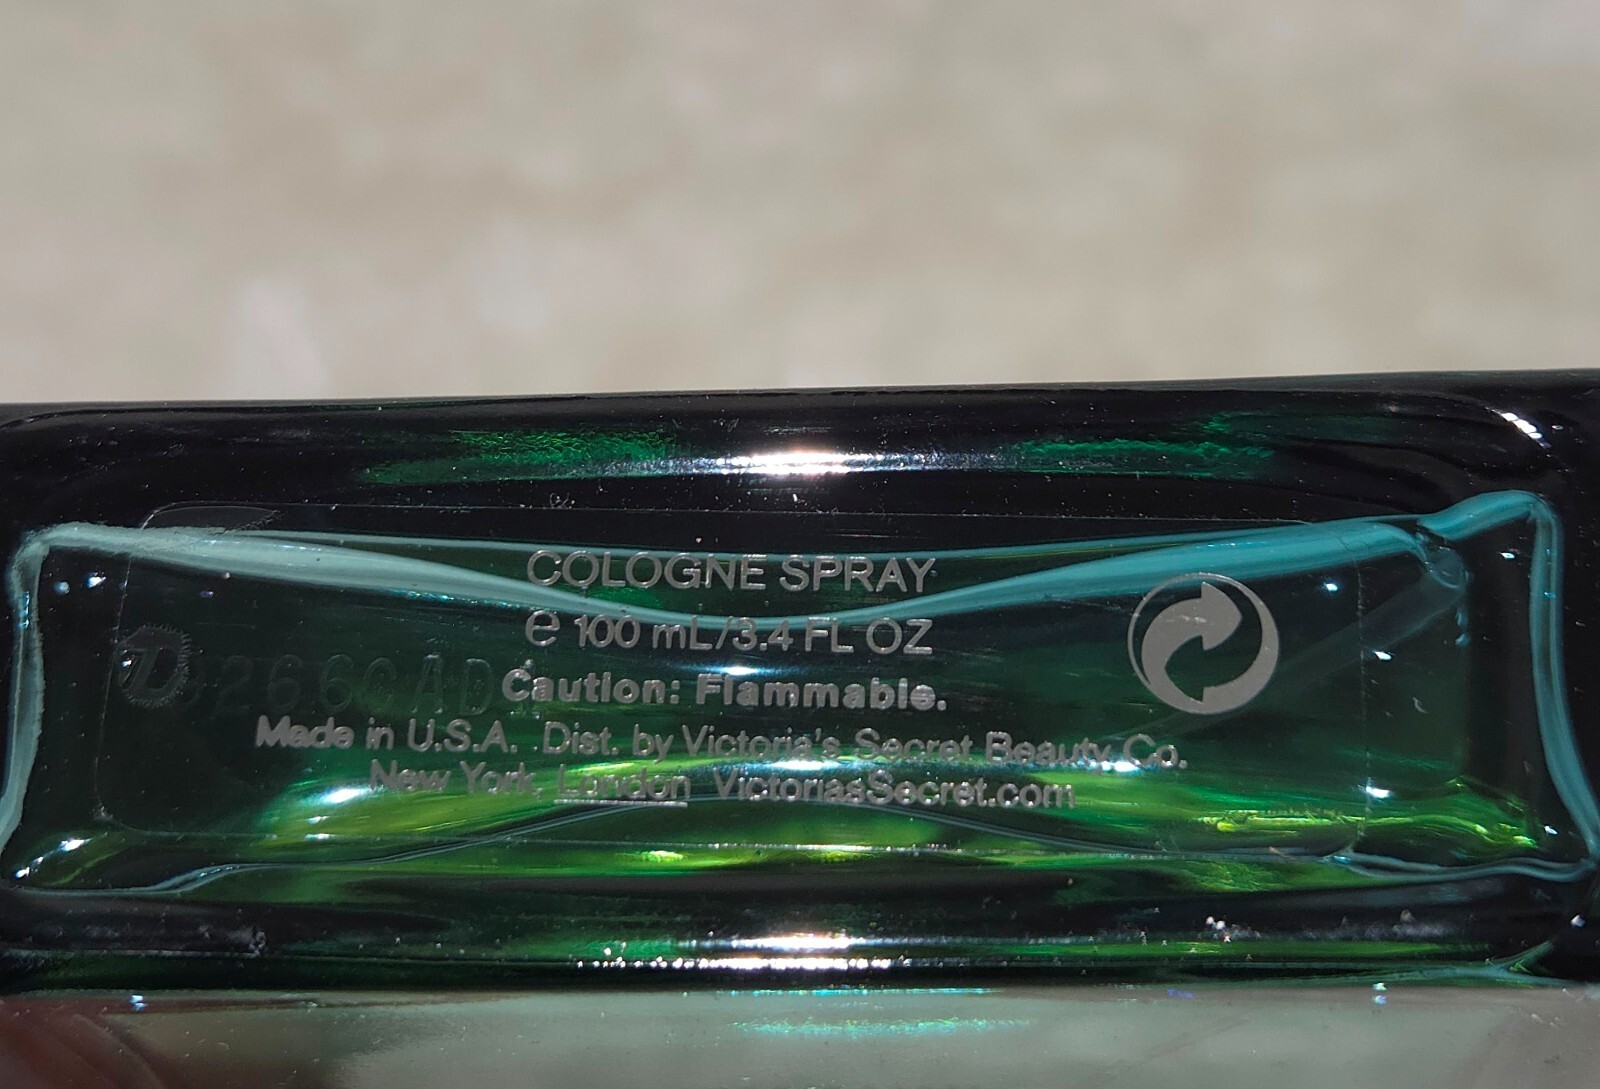 COLOGNE SPRAY
e 100 mL/3.4 FL OZ
Caution: Flammable.
Made in U.S.A. Dist. by Victoria's Secret Beauty Co.
New York, London VictoriasSecret.com